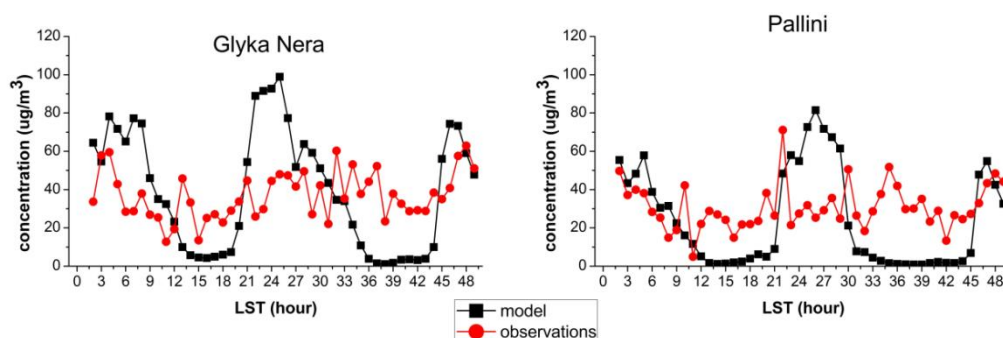 Glyka Nera
concentration (ug/m³)
120
100
80
60
40
20
0
0 3 6 9 12 15 18 21 24 27 30 33 36 39 42 45 48
LST (hour)
Pallini
concentration (ug/m³)
120
100
80
60
40
20
0
0 3 6 9 12 15 18 21 24 27 30 33 36 39 42 45 48
LST (hour)
model
observations